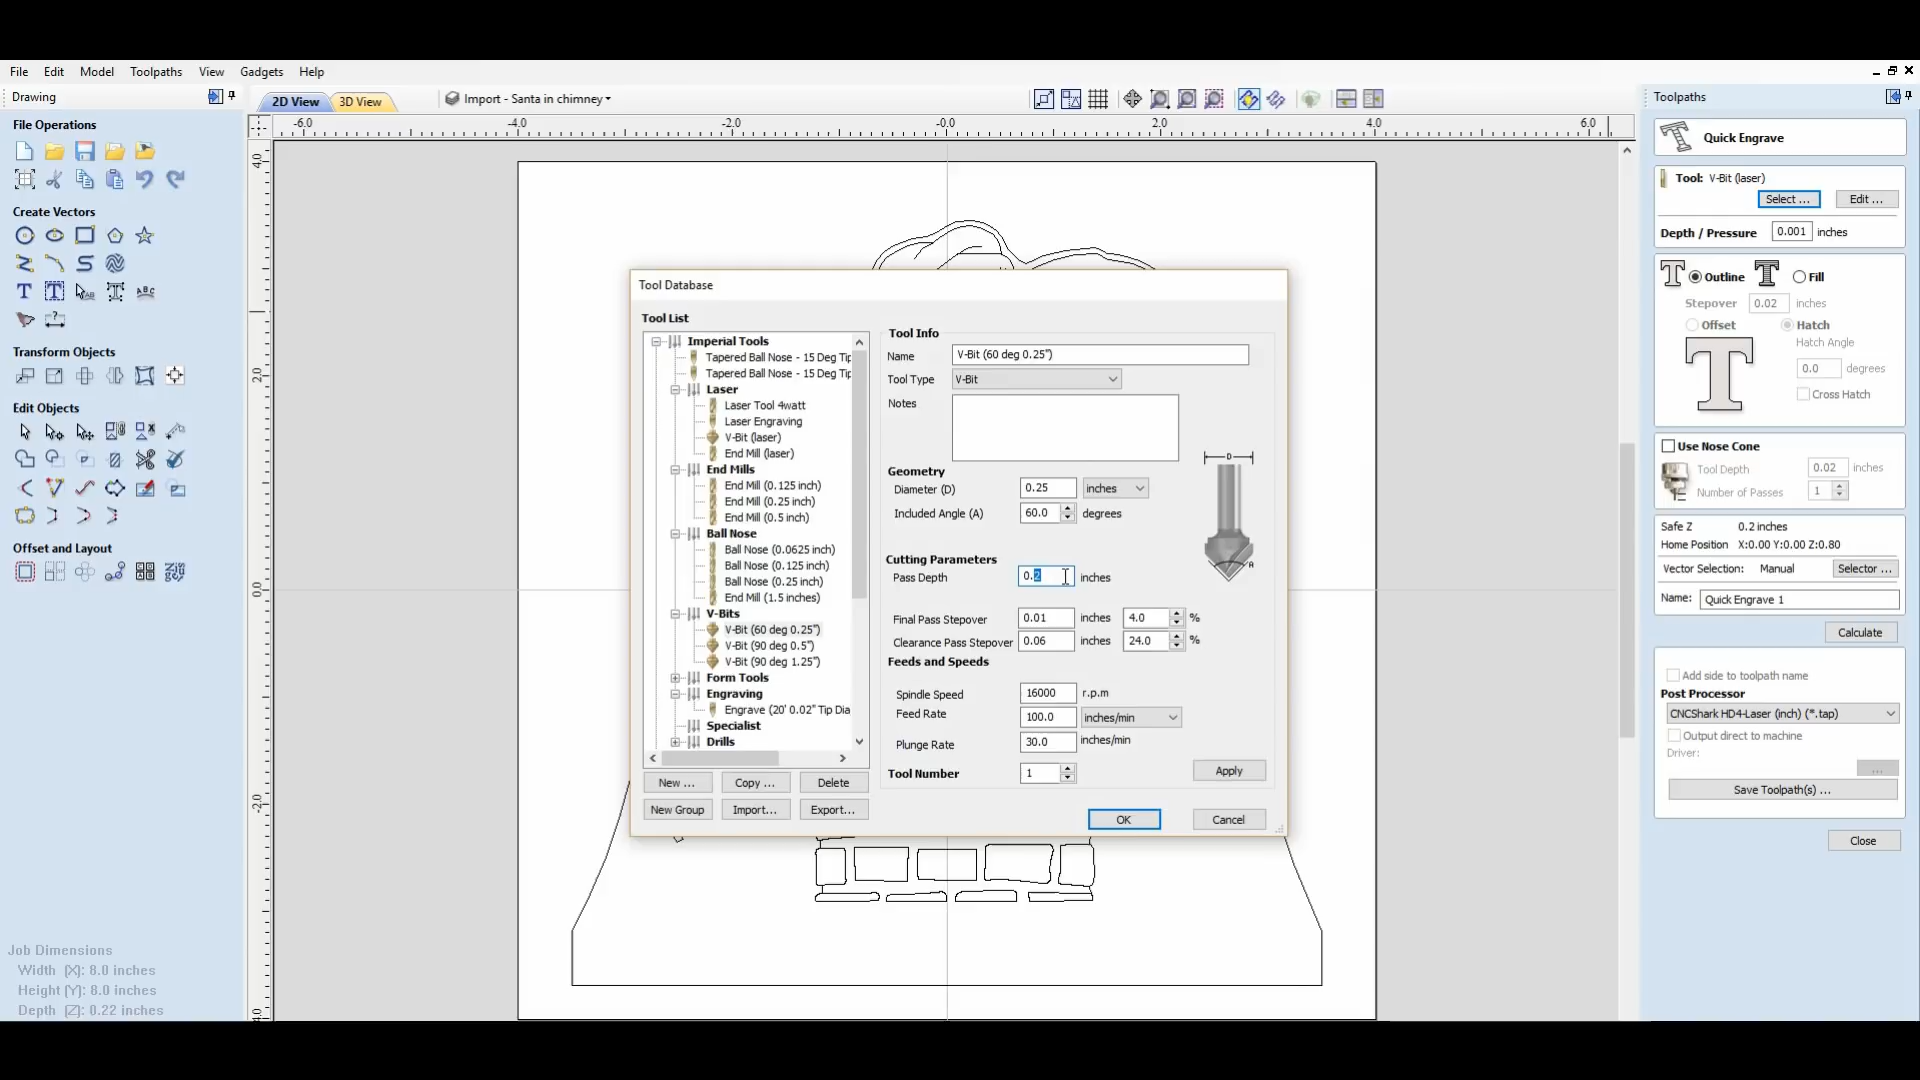 File Edit Model Toolpaths View Gadgets Help
Drawing
2D View 3D View Import - Santa in chimney
Toolpaths
-6.0 -4.0 -2.0 -0.0 2.0 4.0 6.0
4.0
2.0
0.0
-2.0
File Operations
Create Vectors
Transform Objects
Edit Objects
Offset and Layout
Job Dimensions
Width (X): 8.0 inches
Height (Y): 8.0 inches
Depth (Z): 0.22 inches
Tool Database
Tool List
Imperial Tools
Tapered Ball Nose - 15 Deg Tip
Tapered Ball Nose - 15 Deg Tip
Laser
Laser Tool 4watt
Laser Engraving
V-Bit (laser)
End Mill (laser)
End Mills
End Mill (0.125 inch)
End Mill (0.25 inch)
End Mill (0.5 inch)
Ball Nose
Ball Nose (0.0625 inch)
Ball Nose (0.125 inch)
Ball Nose (0.25 inch)
End Mill (1.5 inches)
V-Bits
V-Bit (60 deg 0.25")
V-Bit (90 deg 0.5")
V-Bit (90 deg 1.25")
Form Tools
Engraving
Engrave (20' 0.02" Tip Dia
Specialist
Drills
New ... Copy ... Delete
New Group Import... Export...
Tool Info
Name V-Bit (60 deg 0.25")
Tool Type V-Bit
Notes
D
A
Geometry
Diameter (D) 0.25 inches
Included Angle (A) 60.0 degrees
Cutting Parameters
Pass Depth 0.2 inches
Final Pass Stepover 0.01 inches 4.0 %
Clearance Pass Stepover 0.06 inches 24.0 %
Feeds and Speeds
Spindle Speed 16000 r.p.m
Feed Rate 100.0 inches/min
Plunge Rate 30.0 inches/min
Tool Number 1
Apply
OK Cancel
Quick Engrave
Tool: V-Bit (laser)
Select ... Edit ...
Depth / Pressure 0.001 inches
Outline Fill
Stepover 0.02 inches
Offset Hatch
Hatch Angle
0.0 degrees
Cross Hatch
Use Nose Cone
Tool Depth 0.02 inches
Number of Passes 1
Safe Z 0.2 inches
Home Position X:0.00 Y:0.00 Z:0.80
Vector Selection: Manual Selector ...
Name: Quick Engrave 1
Calculate
Add side to toolpath name
Post Processor
CNCShark HD4-Laser (inch) (*.tap)
Output direct to machine
Driver:
...
Save Toolpath(s) ...
Close